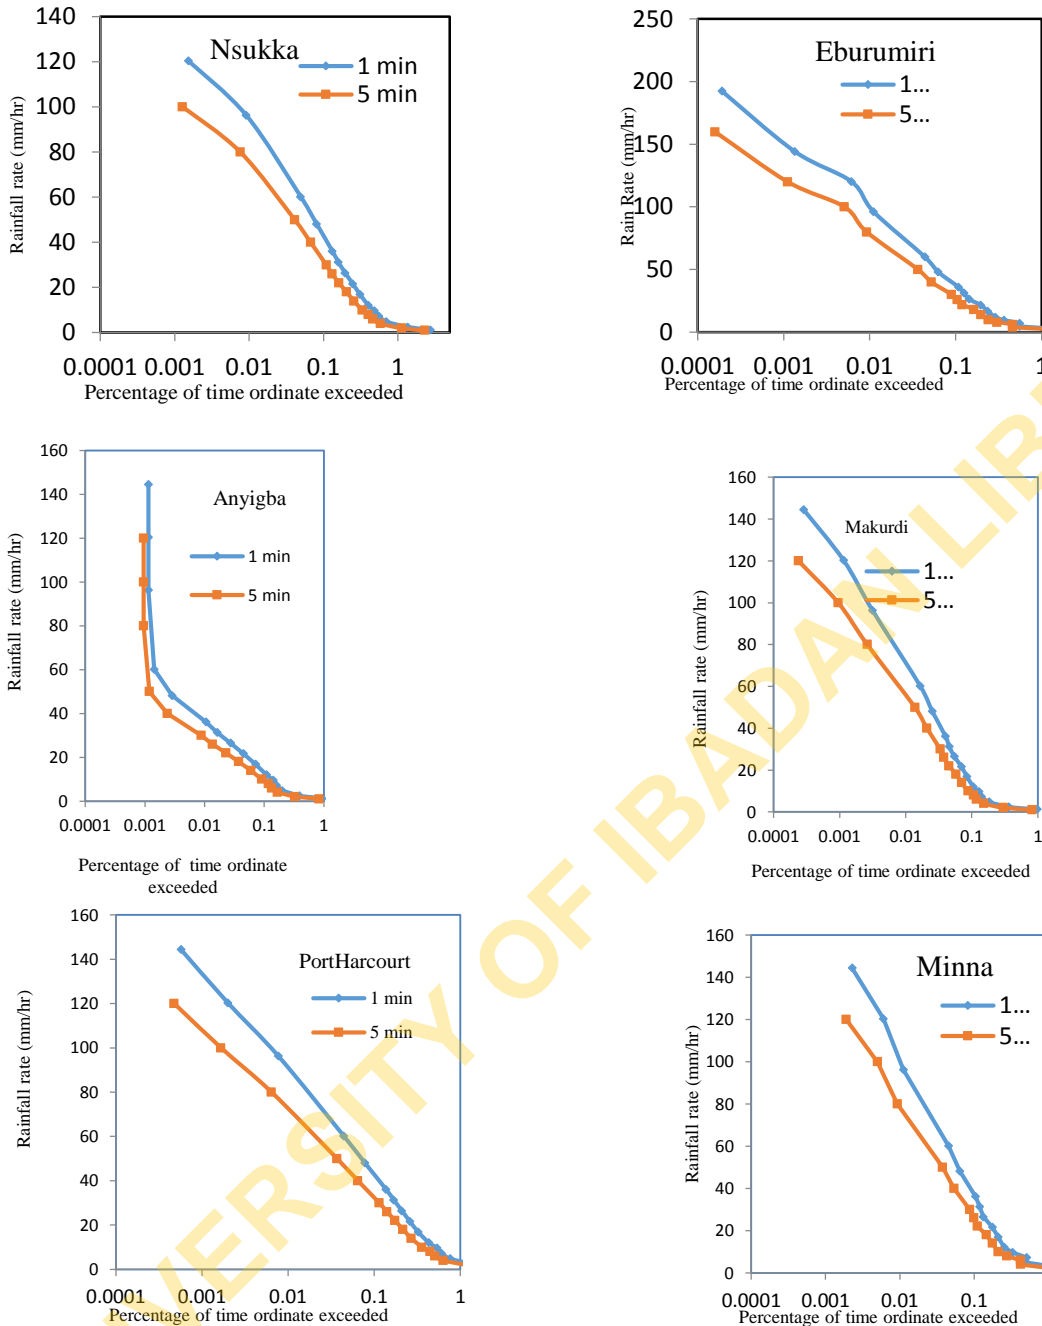 Nsukka
1 min
5 min
Rainfall rate (mm/hr)
140
120
100
80
60
40
20
0
0.0001 0.001 0.01 0.1 1
Percentage of time ordinate exceeded
Eburumiri
1...
5...
Rain Rate (mm/hr)
250
200
150
100
50
0
0.0001 0.001 0.01 0.1 1
Percentage of time ordinate exceeded
Anyigba
1 min
5 min
Rainfall rate (mm/hr)
160
140
120
100
80
60
40
20
0
0.0001 0.001 0.01 0.1 1
Percentage of time ordinate
exceeded
Makurdi
1...
5...
Rainfall rate (mm/hr)
160
140
120
100
80
60
40
20
0
0.0001 0.001 0.01 0.1 1
Percentage of time ordinate exceeded
PortHarcourt
1 min
5 min
Rainfall rate (mm/hr)
160
140
120
100
80
60
40
20
0
0.0001 0.001 0.01 0.1 1
Percentage of time ordinate exceeded
Minna
1...
5...
Rainfall rate (mm/hr)
160
140
120
100
80
60
40
20
0
0.0001 0.001 0.01 0.1
Percentage of time ordinate exceeded
VERSITY OF IBADAN LIB